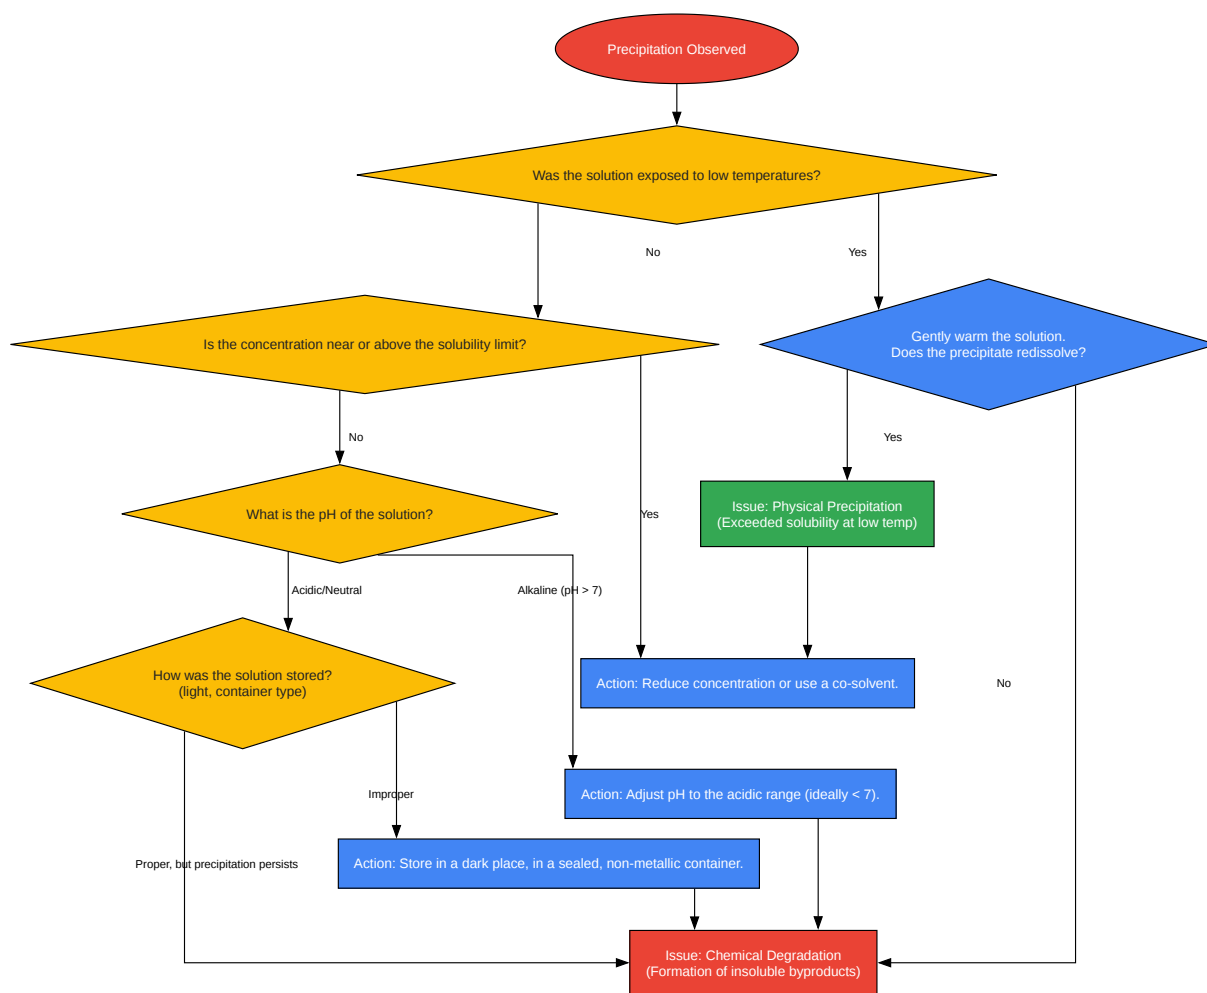 Precipitation Observed
Was the solution exposed to low temperatures?
No
Yes
Is the concentration near or above the solubility limit?
Gently warm the solution.
Does the precipitate redissolve?
No
Yes
What is the pH of the solution?
Yes
Issue: Physical Precipitation
(Exceeded solubility at low temp)
Acidic/Neutral
Alkaline (pH > 7)
How was the solution stored?
(light, container type)
Action: Reduce concentration or use a co-solvent.
No
Improper
Action: Adjust pH to the acidic range (ideally < 7).
Proper, but precipitation persists
Action: Store in a dark place, in a sealed, non-metallic container.
Issue: Chemical Degradation
(Formation of insoluble byproducts)